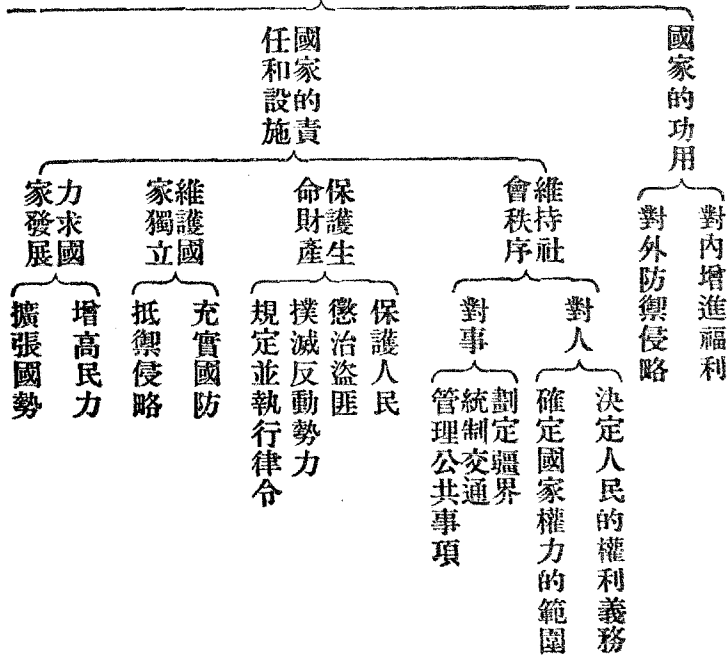 國家的功用
對內增進福利
對外防禦侵略
國家的責
任和設施
維持社
會秩序
對人
決定人民的權利義務
確定國家權力的範圍
對事
劃定疆界
統制交通
管理公共事項
保護生
命財產
保護人民
懲治盜匪
撲滅反動勢力
規定並執行律令
維護國
家獨立
充實國防
抵禦侵略
力求國
家發展
增高民力
擴張國勢